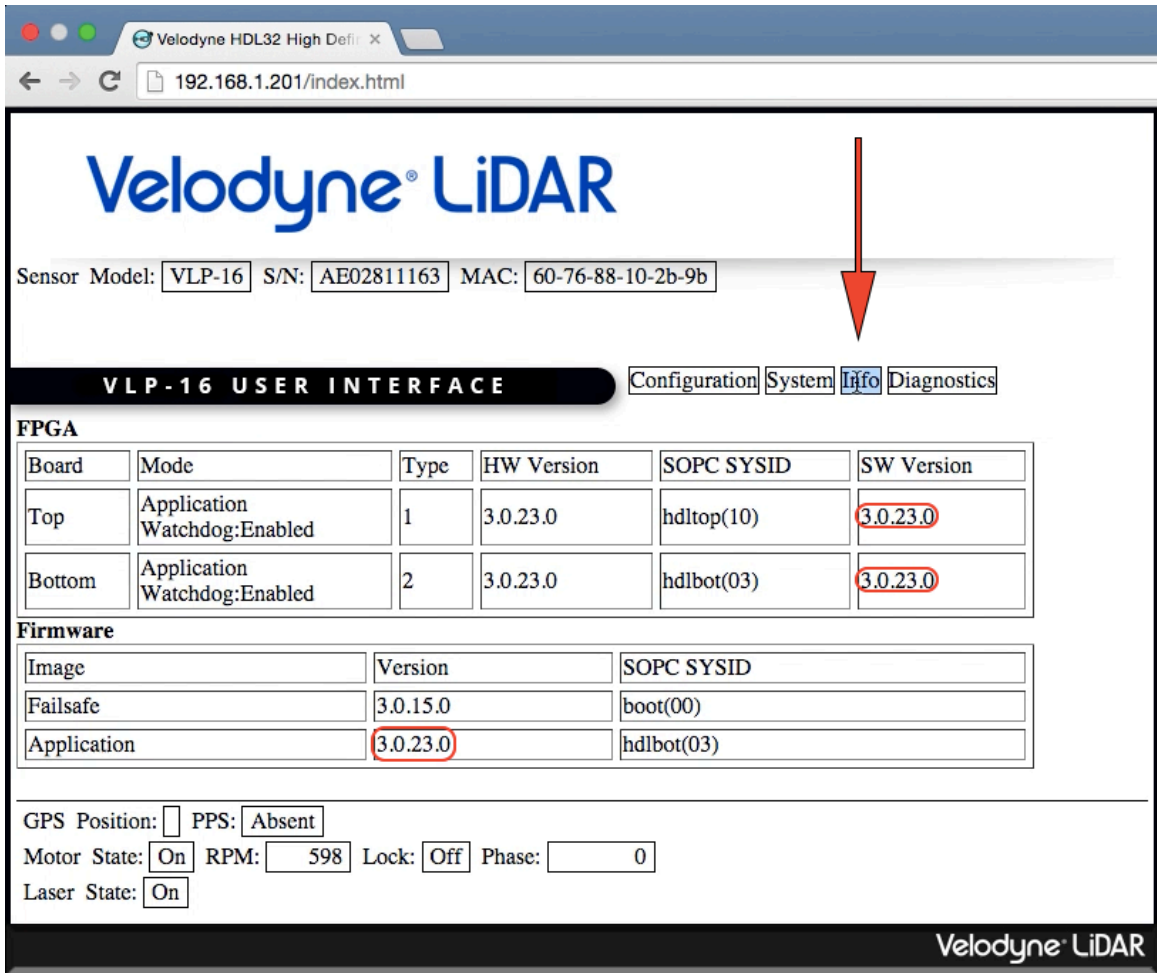 Velodyne HDL32 High Defin
192.168.1.201/index.html
Velodyne® LiDAR
Sensor Model: VLP-16 S/N: AE02811163 MAC: 60-76-88-10-2b-9b
VLP-16 USER INTERFACE
Configuration System Info Diagnostics
FPGA
Board Mode Type HW Version SOPC SYSID SW Version
Top Application Watchdog:Enabled 1 3.0.23.0 hdltop(10) 3.0.23.0
Bottom Application Watchdog:Enabled 2 3.0.23.0 hdlbot(03) 3.0.23.0
Firmware
Image Version SOPC SYSID
Failsafe 3.0.15.0 boot(00)
Application 3.0.23.0 hdlbot(03)
GPS Position: PPS: Absent
Motor State: On RPM: 598 Lock: Off Phase: 0
Laser State: On
Velodyne LiDAR